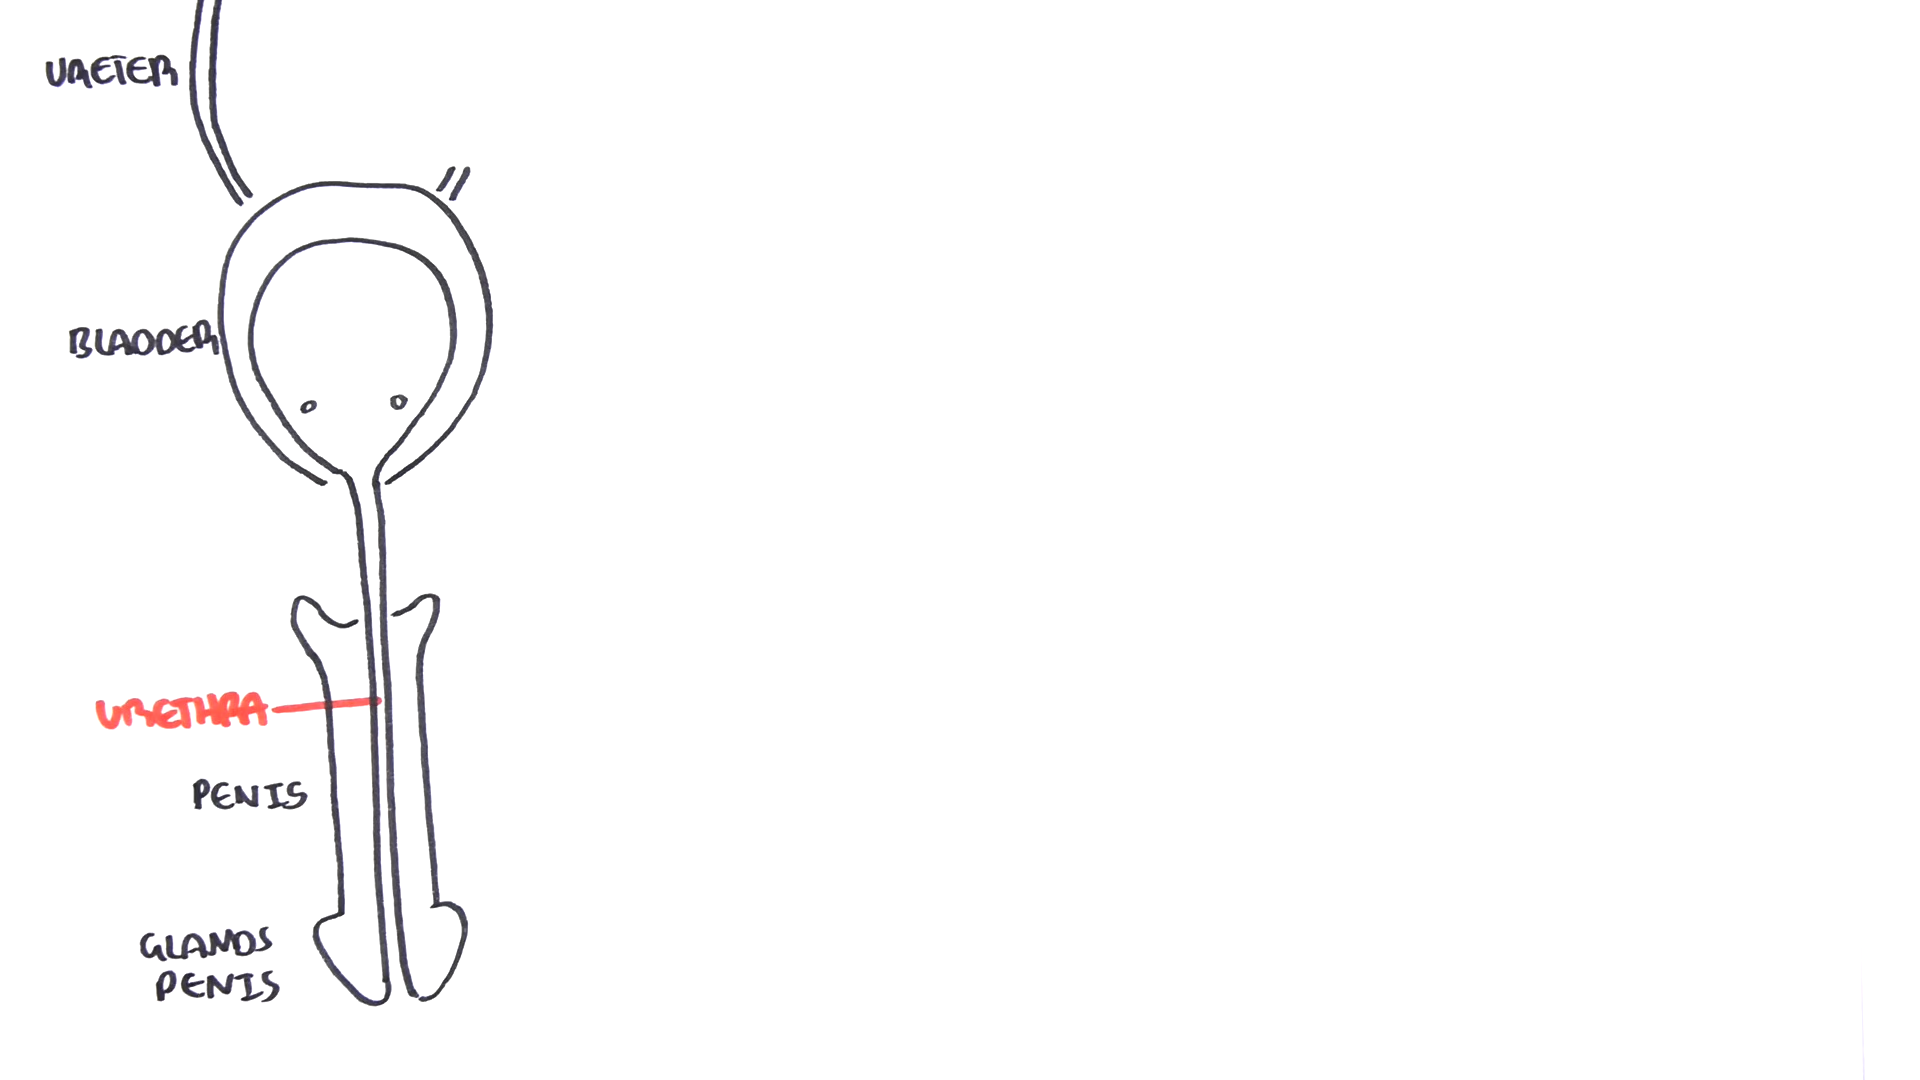 URETER
BLADDER
URETHRA
PENIS
GLANDS
PENIS